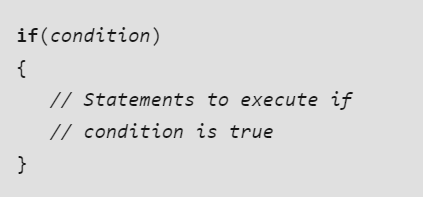 if(condition)
{
// Statements to execute if
// condition is true
}